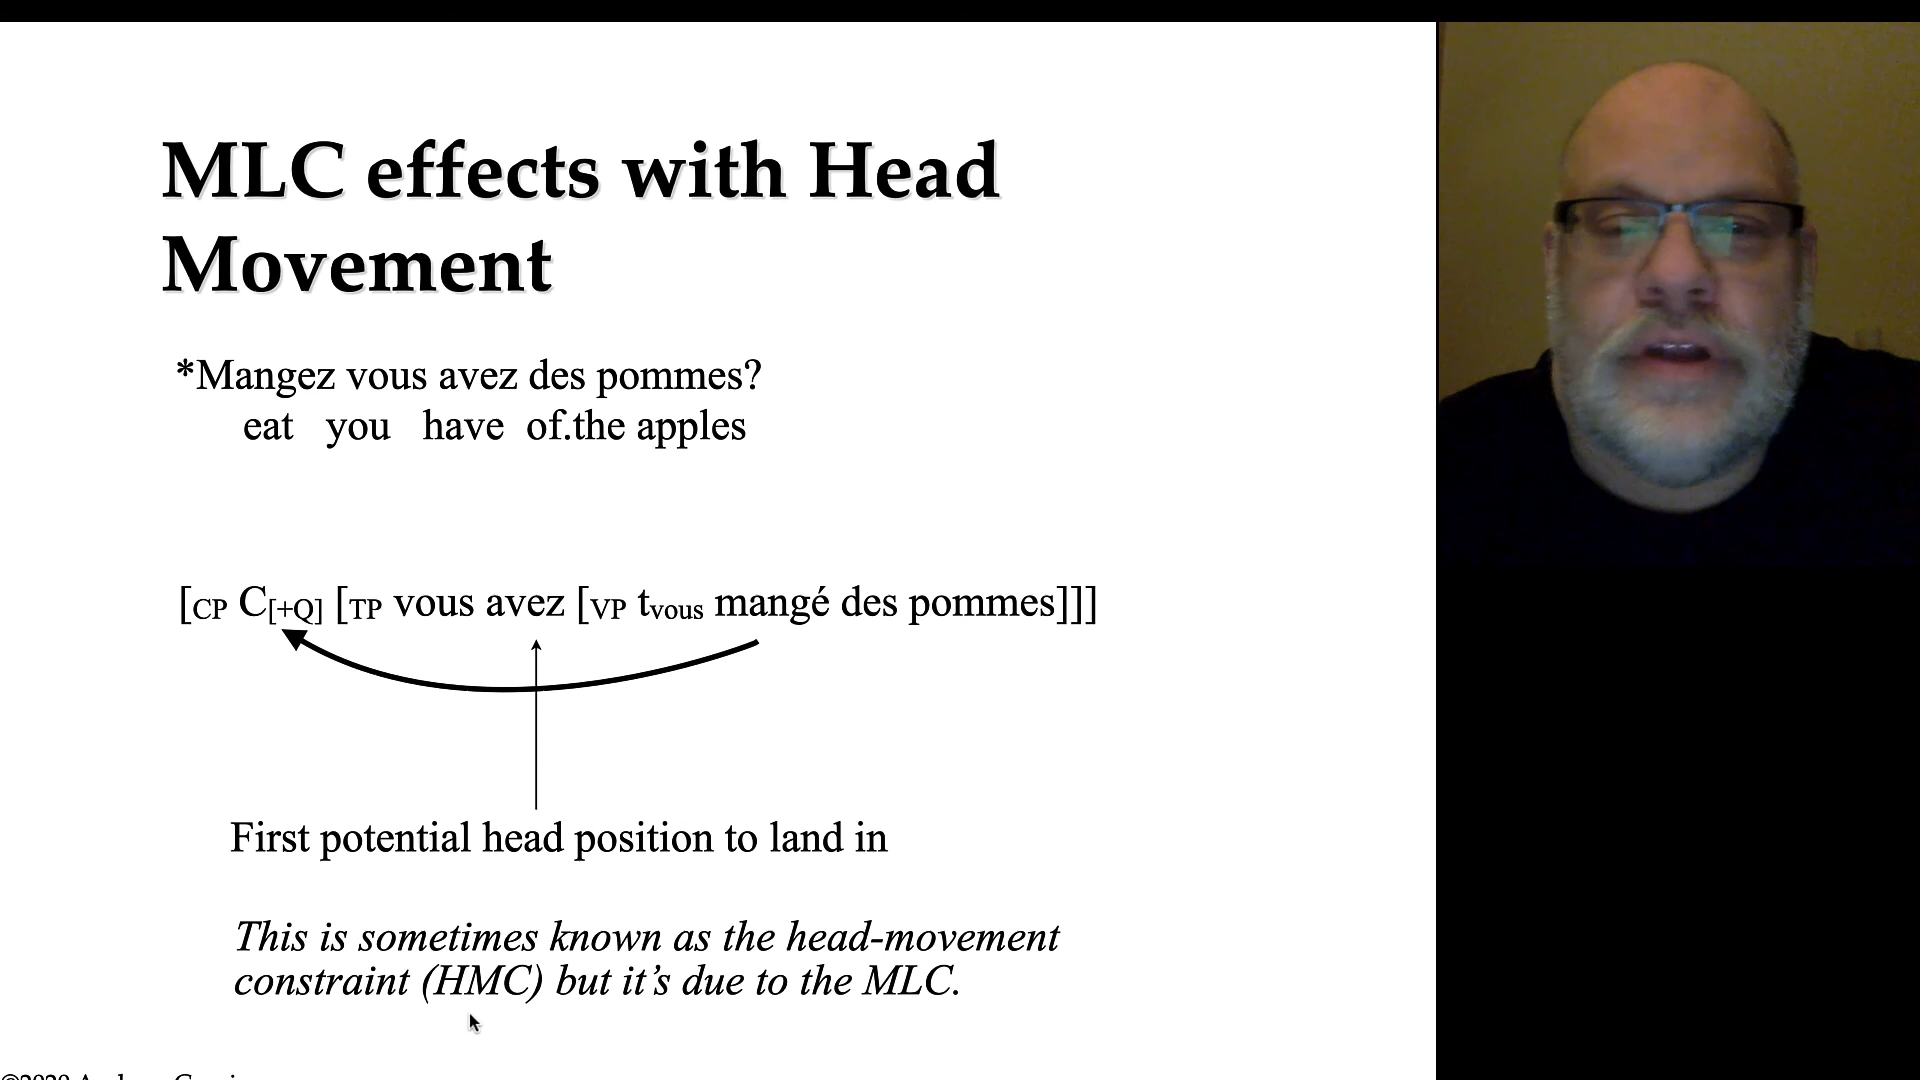 MLC effects with Head
Movement
*Mangez vous avez des pommes?
eat you have of.the apples
[CP C[+Q] [TP vous avez [VP tvous mangé des pommes]]]
First potential head position to land in
This is sometimes known as the head-movement
constraint (HMC) but it’s due to the MLC.